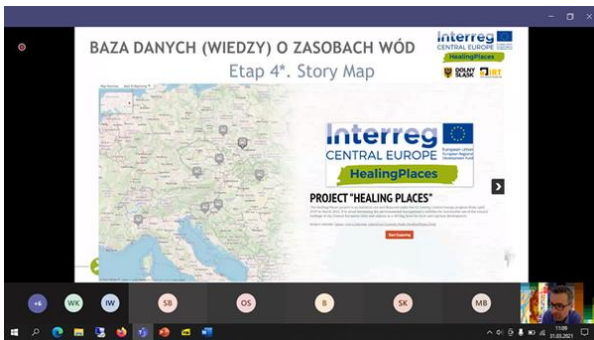 BAZA DANYCH (WIEDZY) O ZASOBACH WÓD
Etap 4*. Story Map
Interreg
CENTRAL EUROPE
HealingPlaces
DOLNY
ŚLĄSK
IRT
Interreg
CENTRAL EUROPE
European Union
European Regional
Development Fund
HealingPlaces
PROJECT "HEALING PLACES"
Start Exploring
+6
WK
IW
SB
OS
B
SK
MB
11:09
31.03.2021